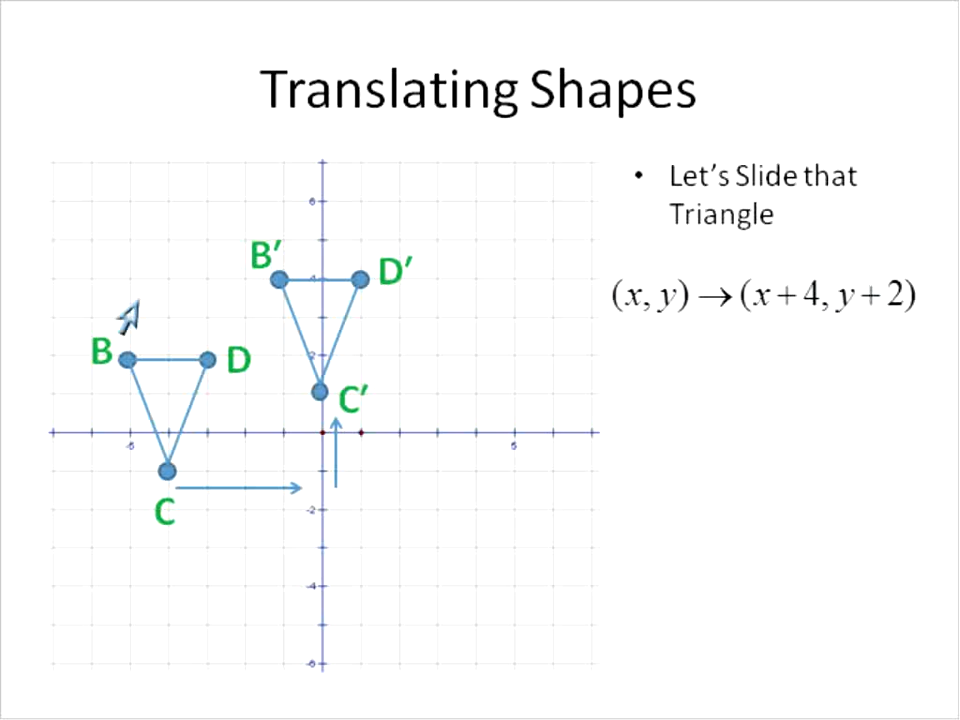 Translating Shapes
• Let's Slide that
Triangle
(x, y) → (x + 4, y + 2)
6
B′
D′
4
B
D
2
C′
-5
5
C
-2
-4
-6